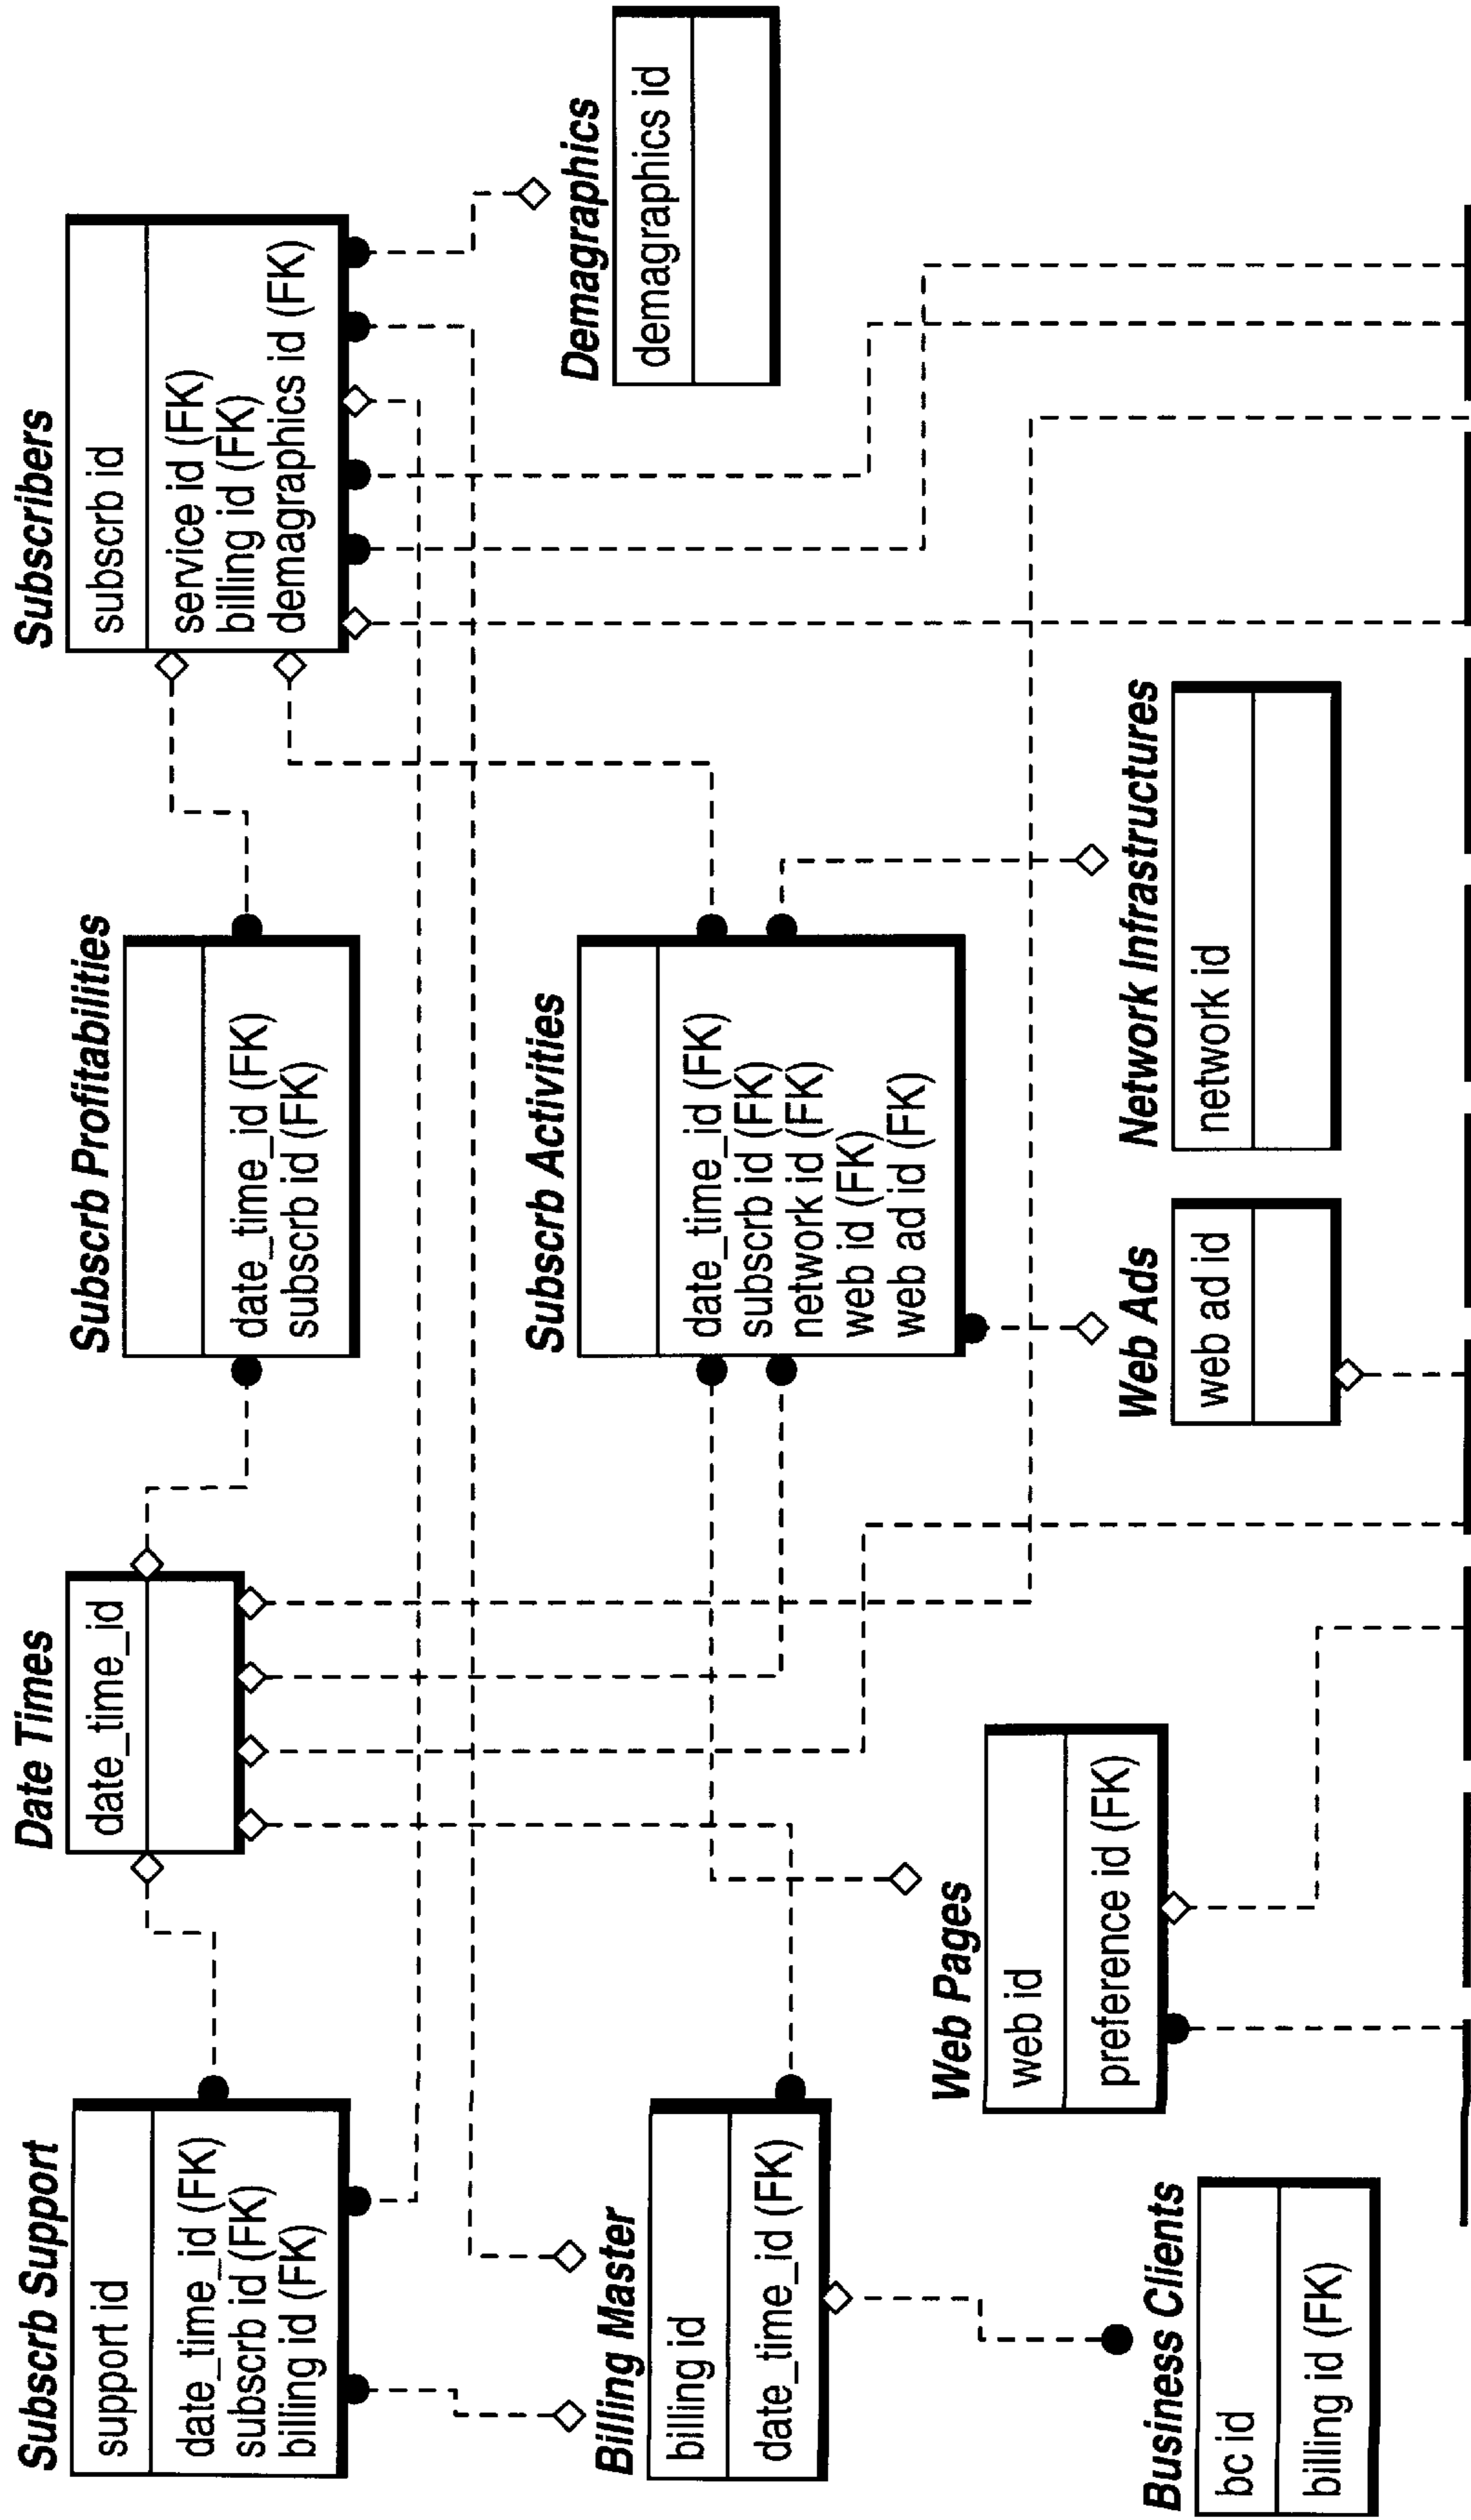 Subscrb Support
support id
date_time_id (FK)
subscrb id (FK)
billing id (FK)
Date Times
date_time_id
Subscrb Profitabilities
date_time_id (FK)
subscrb id (FK)
Subscribers
subscrb id
service id (FK)
billing id (FK)
demagraphics id (FK)
Billing Master
billing id
date_time_id (FK)
Subscrb Activities
date_time_id (FK)
subscrb id (FK)
network id (FK)
web id (FK)
web ad id (FK)
Demagraphics
demagraphics id
Business Clients
bc id
billing id (FK)
Web Pages
web id
preference id (FK)
Web Ads
web ad id
Network Infrastructures
network id